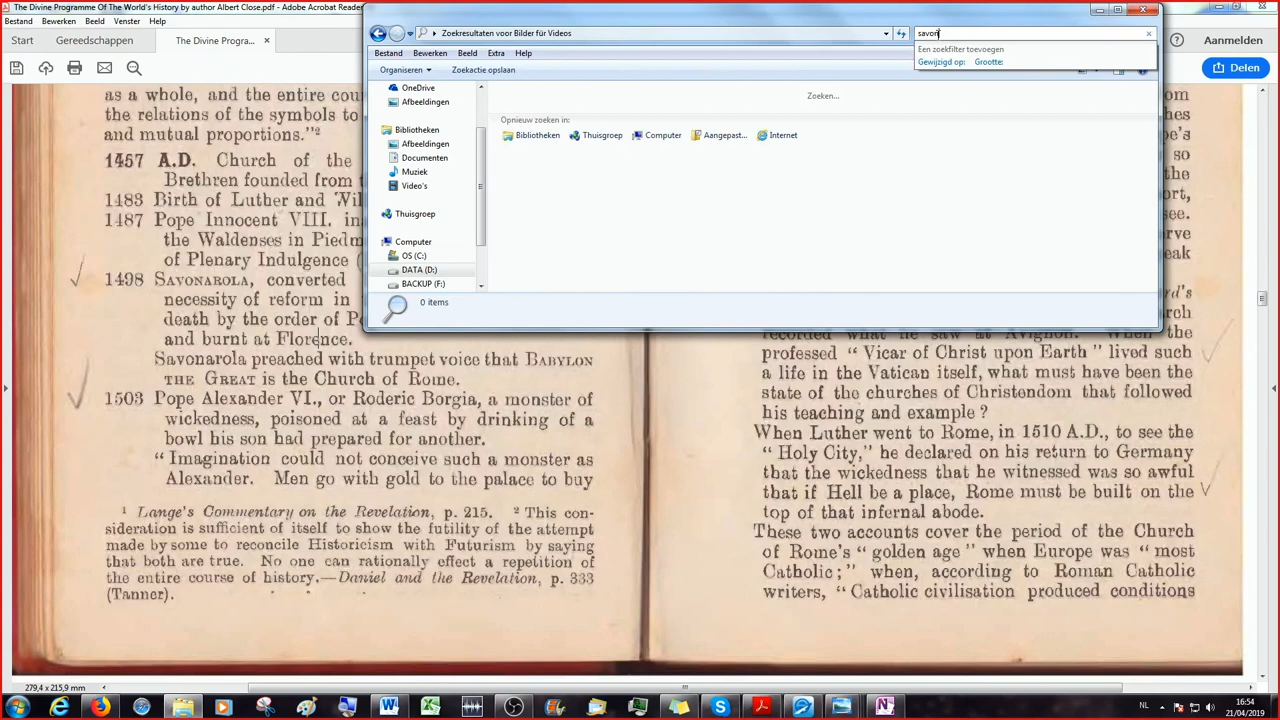 The Divine Programme Of The World's History by author Albert Close.pdf - Adobe Acrobat Reader
Bestand Bewerken Beeld Venster Help
Start Gereedschappen The Divine Progra... ×
Aanmelden
Delen
Zoekresultaten voor Bilder für Videos
savon
Een zoekfilter toevoegen
Gewijzigd op: Grootte:
Bestand Bewerken Beeld Extra Help
Organiseren Zoekactie opslaan
OneDrive
Afbeeldingen
Bibliotheken
Afbeeldingen
Documenten
Muziek
Video's
Thuisgroep
Computer
OS (C:)
DATA (D:)
BACKUP (F:)
Zoeken...
Opnieuw zoeken in:
Bibliotheken Thuisgroep Computer Aangepast... Internet
0 items
as a whole, and the entire
the relations of the symbols to
and mutual proportions."²
1457 A.D. Church of the
Brethren founded from
1483 Birth of Luther and
1487 Pope Innocent VIII.
the Waldenses in
of Plenary Indulgence
1498 SAVONAROLA, converted
necessity of reform in
death by the order of
and burnt at Florence.
Savonarola preached with trumpet voice that BABYLON
THE GREAT is the Church of Rome.
1503 Pope Alexander VI., or Roderic Borgia, a monster of
wickedness, poisoned at a feast by drinking of a
bowl his son had prepared for another.
"Imagination could not conceive such a monster as
Alexander. Men go with gold to the palace to buy
¹ Lange's Commentary on the Revelation, p. 215. ² This con-
sideration is sufficient of itself to show the futility of the attempt
made by some to reconcile Historicism with Futurism by saying
that both are true. No one can rationally effect a repetition of
the entire course of history.—Daniel and the Revelation, p. 333
(Tanner).
recorded what he saw at Avignon. When the
professed "Vicar of Christ upon Earth" lived such
a life in the Vatican itself, what must have been the
state of the churches of Christendom that followed
his teaching and example ?
When Luther went to Rome, in 1510 A.D., to see the
"Holy City," he declared on his return to Germany
that the wickedness that he witnessed was so awful
that if Hell be a place, Rome must be built on the
top of that infernal abode.
These two accounts cover the period of the Church
of Rome's "golden age" when Europe was "most
Catholic ;" when, according to Roman Catholic
writers, "Catholic civilisation produced conditions
279,4 x 215,9 mm
NL
16:54
21/04/2019